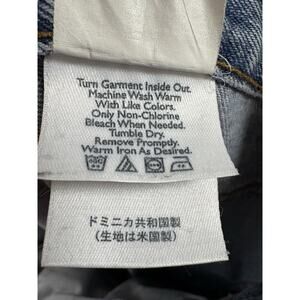 Turn Garment Inside Out.
Machine Wash Warm
With Like Colors.
Only Non-Chlorine
Bleach When Needed.
Tumble Dry.
Remove Promptly.
Warm Iron As Desired.
ドミニカ共和国製
(生地は米国製)